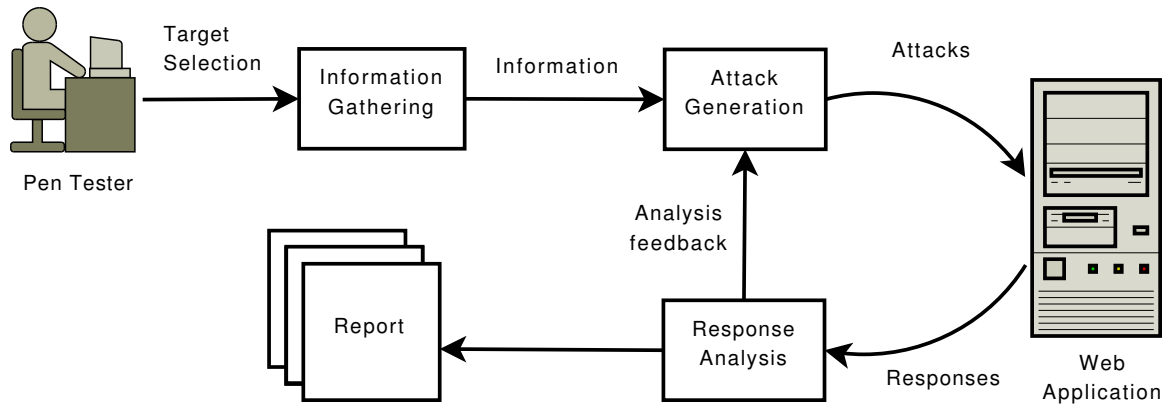 Target
Selection
Information
Gathering
Information
Attack
Generation
Attacks
Pen Tester
Analysis
feedback
Report
Response
Analysis
Responses
Web
Application